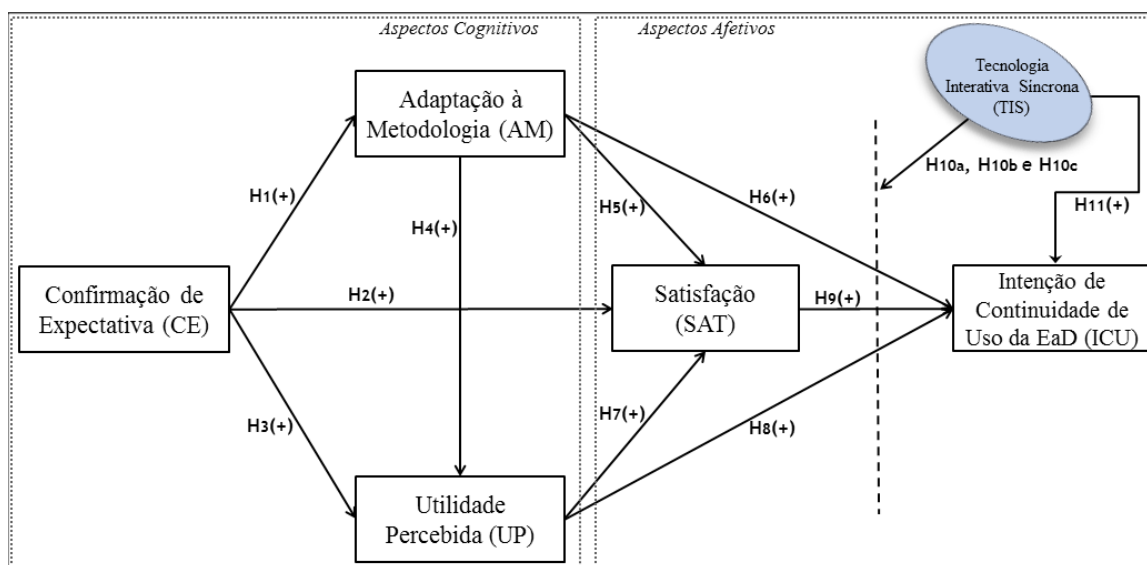 Aspectos Cognitivos
Aspectos Afetivos
Tecnologia
Interativa Síncrona
(TIS)
Adaptação à
Metodologia (AM)
H10a, H10b e H10c
H1(+)
H4(+)
H5(+)
H6(+)
H11(+)
Confirmação de
Expectativa (CE)
H2(+)
Satisfação
(SAT)
H9(+)
Intenção de
Continuidade de
Uso da EaD (ICU)
H3(+)
H7(+)
H8(+)
Utilidade
Percebida (UP)